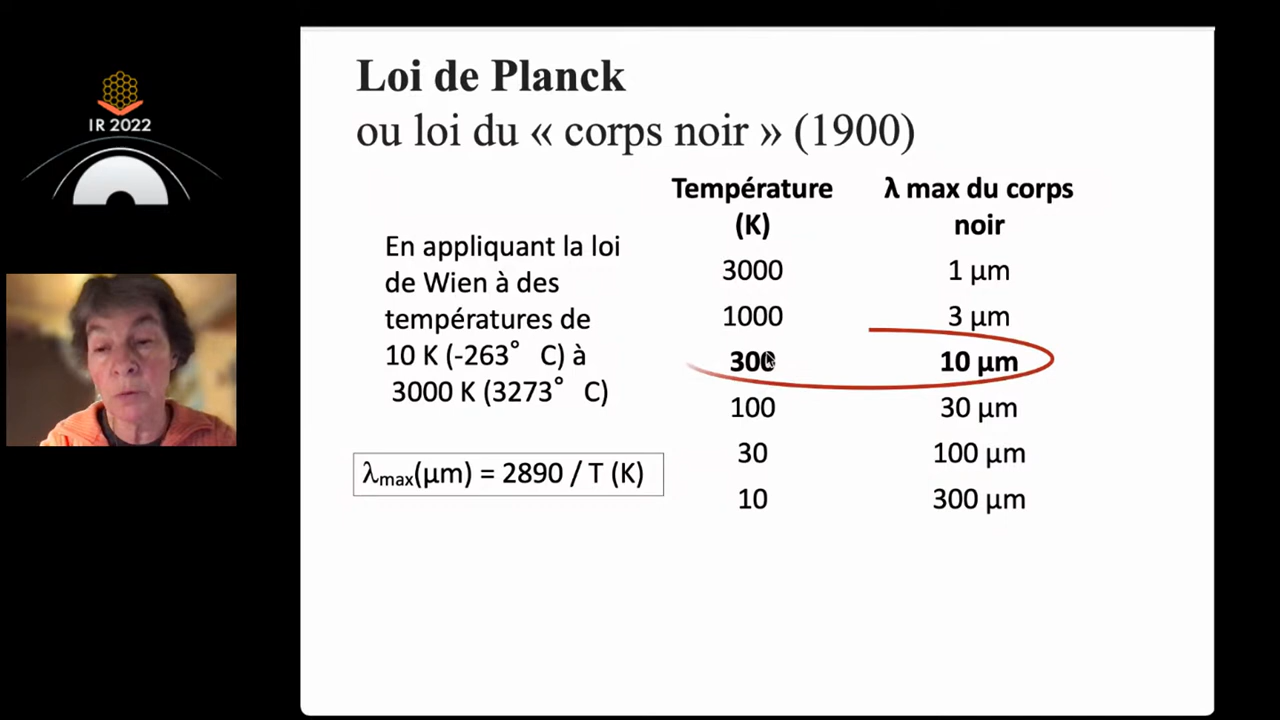 IR 2022
Loi de Planck
ou loi du « corps noir » (1900)
En appliquant la loi
de Wien à des
températures de
10 K (-263° C) à
3000 K (3273° C)
λmax(μm) = 2890 / T (K)
Température
(K)
λ max du corps
noir
3000 1 μm
1000 3 μm
300 10 μm
100 30 μm
30 100 μm
10 300 μm